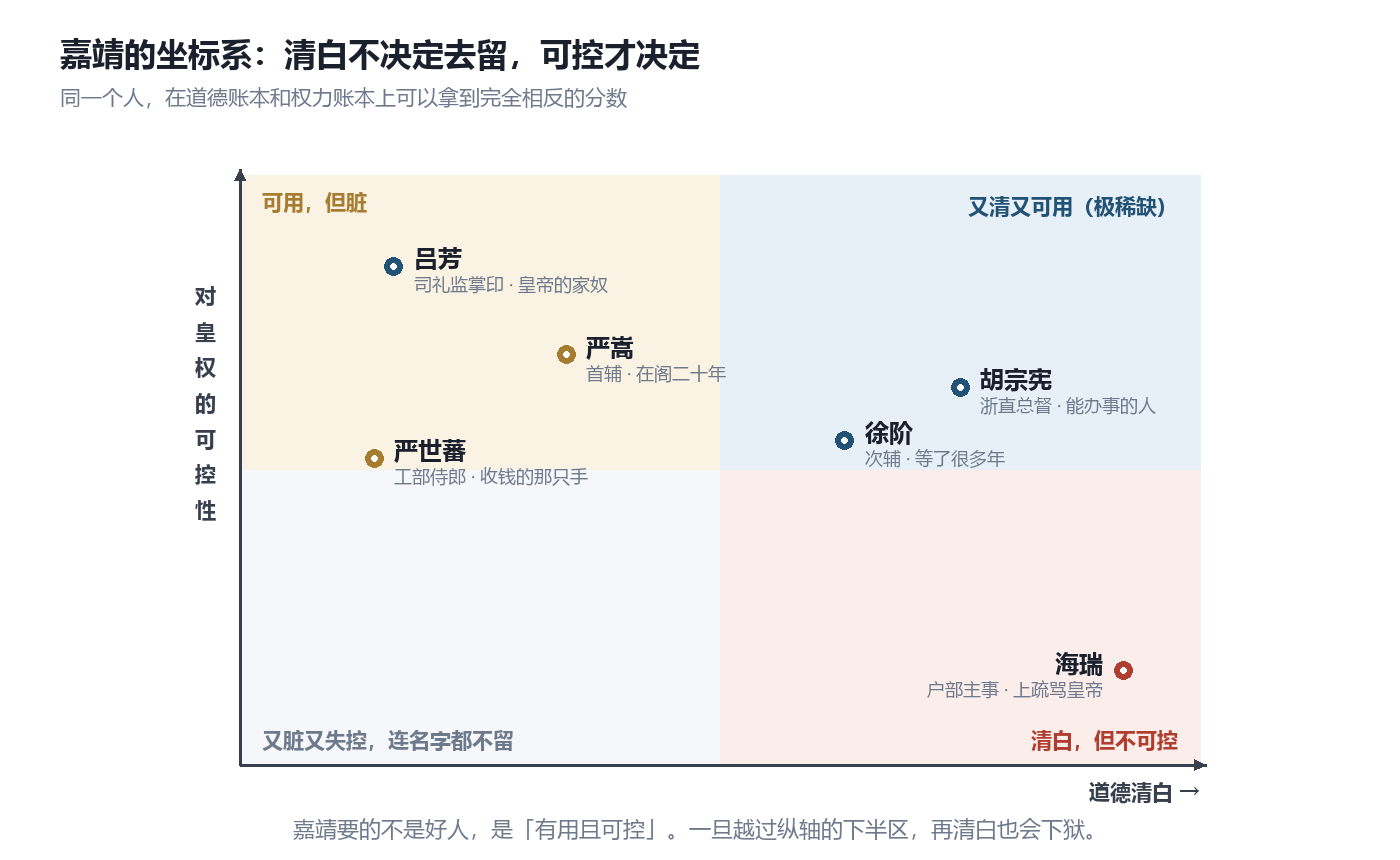 嘉靖的坐标系：清白不决定去留，可控才决定
同一个人，在道德账本和权力账本上可以拿到完全相反的分数
可用，但脏
又清又可用（极稀缺）
吕芳
司礼监掌印 · 皇帝的家奴
对皇权的可控性
严嵩
首辅 · 在阁二十年
胡宗宪
浙直总督 · 能办事的人
徐阶
次辅 · 等了很多年
严世蕃
工部侍郎 · 收钱的那只手
海瑞
户部主事 · 上疏骂皇帝
又脏又失控，连名字都不留
清白，但不可控
道德清白 →
嘉靖要的不是好人，是「有用且可控」。一旦越过纵轴的下半区，再清白也会下狱。